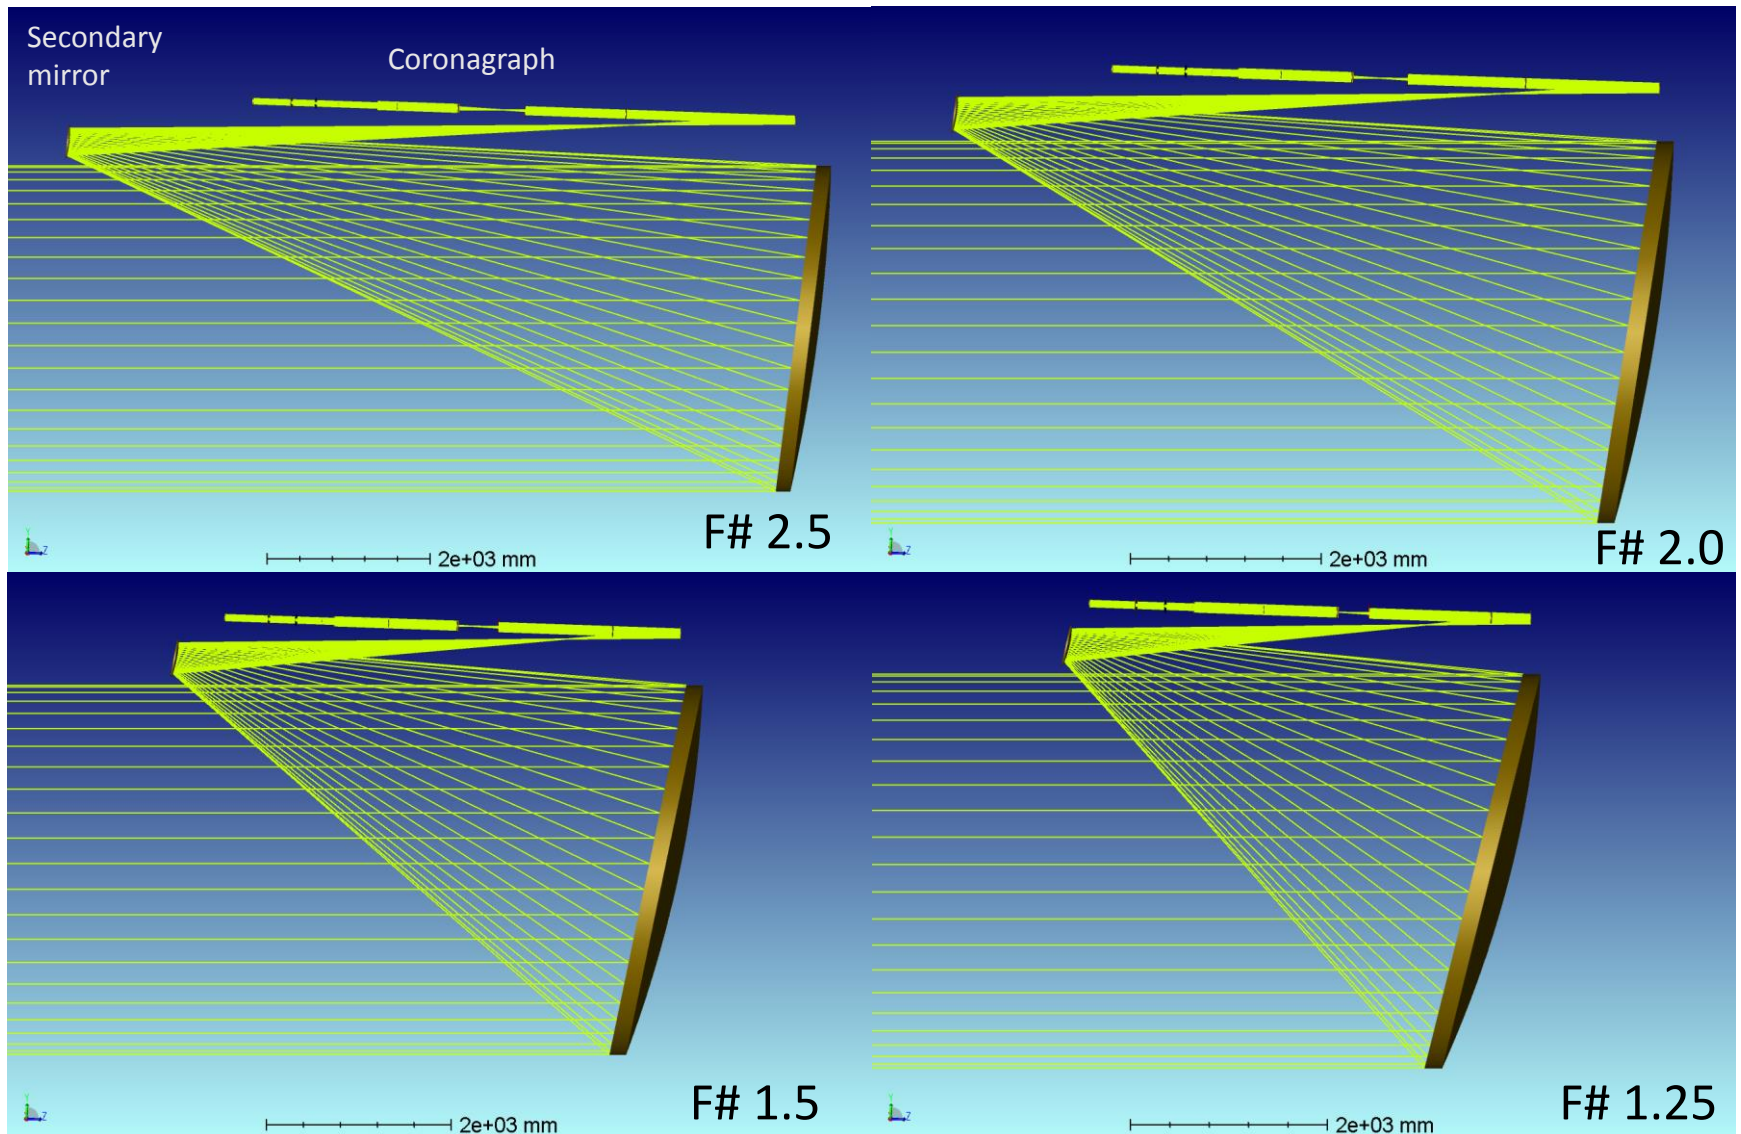 Secondary
mirror
Coronagraph
F# 2.5
Y
Z
2e+03 mm
F# 2.0
Y
Z
2e+03 mm
F# 1.5
Y
Z
2e+03 mm
F# 1.25
Y
Z
2e+03 mm